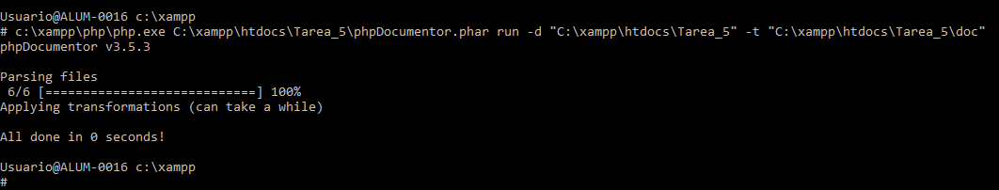 Usuario@ALUM-0016 c:\xampp
# c:\xampp\php\php.exe C:\xampp\htdocs\Tarea_5\phpDocumentor.phar run -d "C:\xampp\htdocs\Tarea_5" -t "C:\xampp\htdocs\Tarea_5\doc"
phpDocumentor v3.5.3
Parsing files
6/6 [============================] 100%
Applying transformations (can take a while)
All done in 0 seconds!
Usuario@ALUM-0016 c:\xampp
#